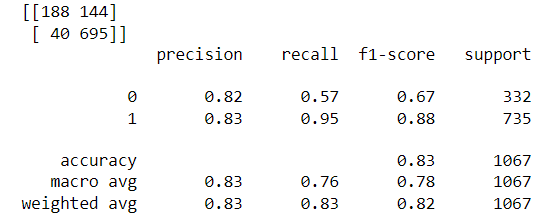 [[188 144]
[ 40 695]]
precision recall f1-score support
0 0.82 0.57 0.67 332
1 0.83 0.95 0.88 735
accuracy 0.83 1067
macro avg 0.83 0.76 0.78 1067
weighted avg 0.83 0.83 0.82 1067